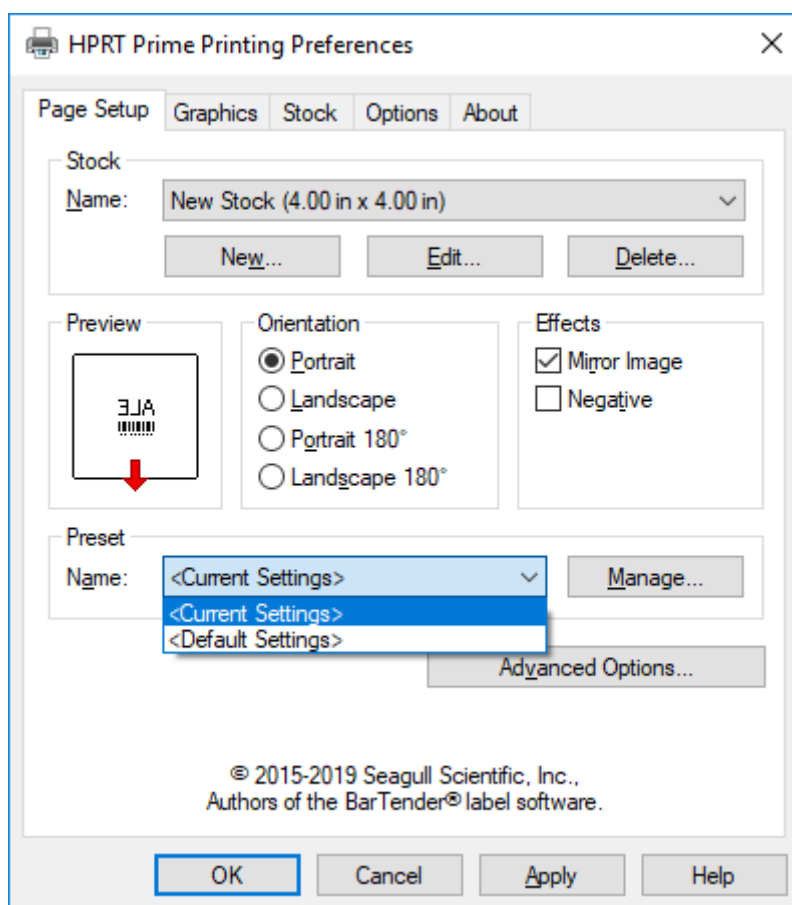 HPRT Prime Printing Preferences
Page Setup Graphics Stock Options About
Stock
Name: New Stock (4.00 in x 4.00 in)
New... Edit... Delete...
Preview Orientation Effects
ALE
Portrait
Landscape
Portrait 180°
Landscape 180°
Mirror Image
Negative
Preset
Name: <Current Settings> Manage...
<Current Settings>
<Default Settings>
Advanced Options...
© 2015-2019 Seagull Scientific, Inc.,
Authors of the BarTender® label software.
OK Cancel Apply Help